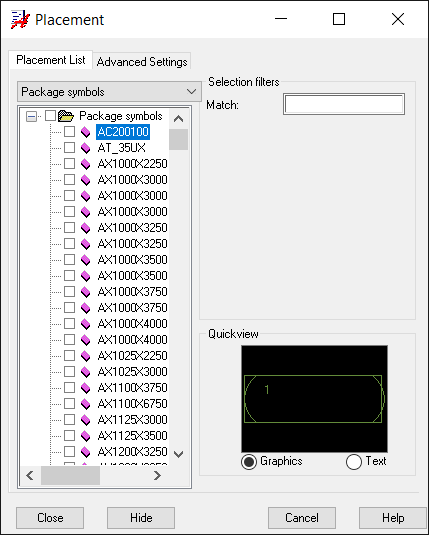 Placement
Placement List
Advanced Settings
Package symbols
Package symbols
AC200100
AT_35UX
AX1000X2250
AX1000X3000
AX1000X3000
AX1000X3000
AX1000X3250
AX1000X3250
AX1000X3500
AX1000X3500
AX1000X3750
AX1000X3750
AX1000X4000
AX1000X4000
AX1025X2250
AX1025X3000
AX1100X3750
AX1100X6750
AX1125X3000
AX1125X3500
AX1200X3250
Selection filters
Match:
Quickview
1
Graphics
Text
Close
Hide
Cancel
Help